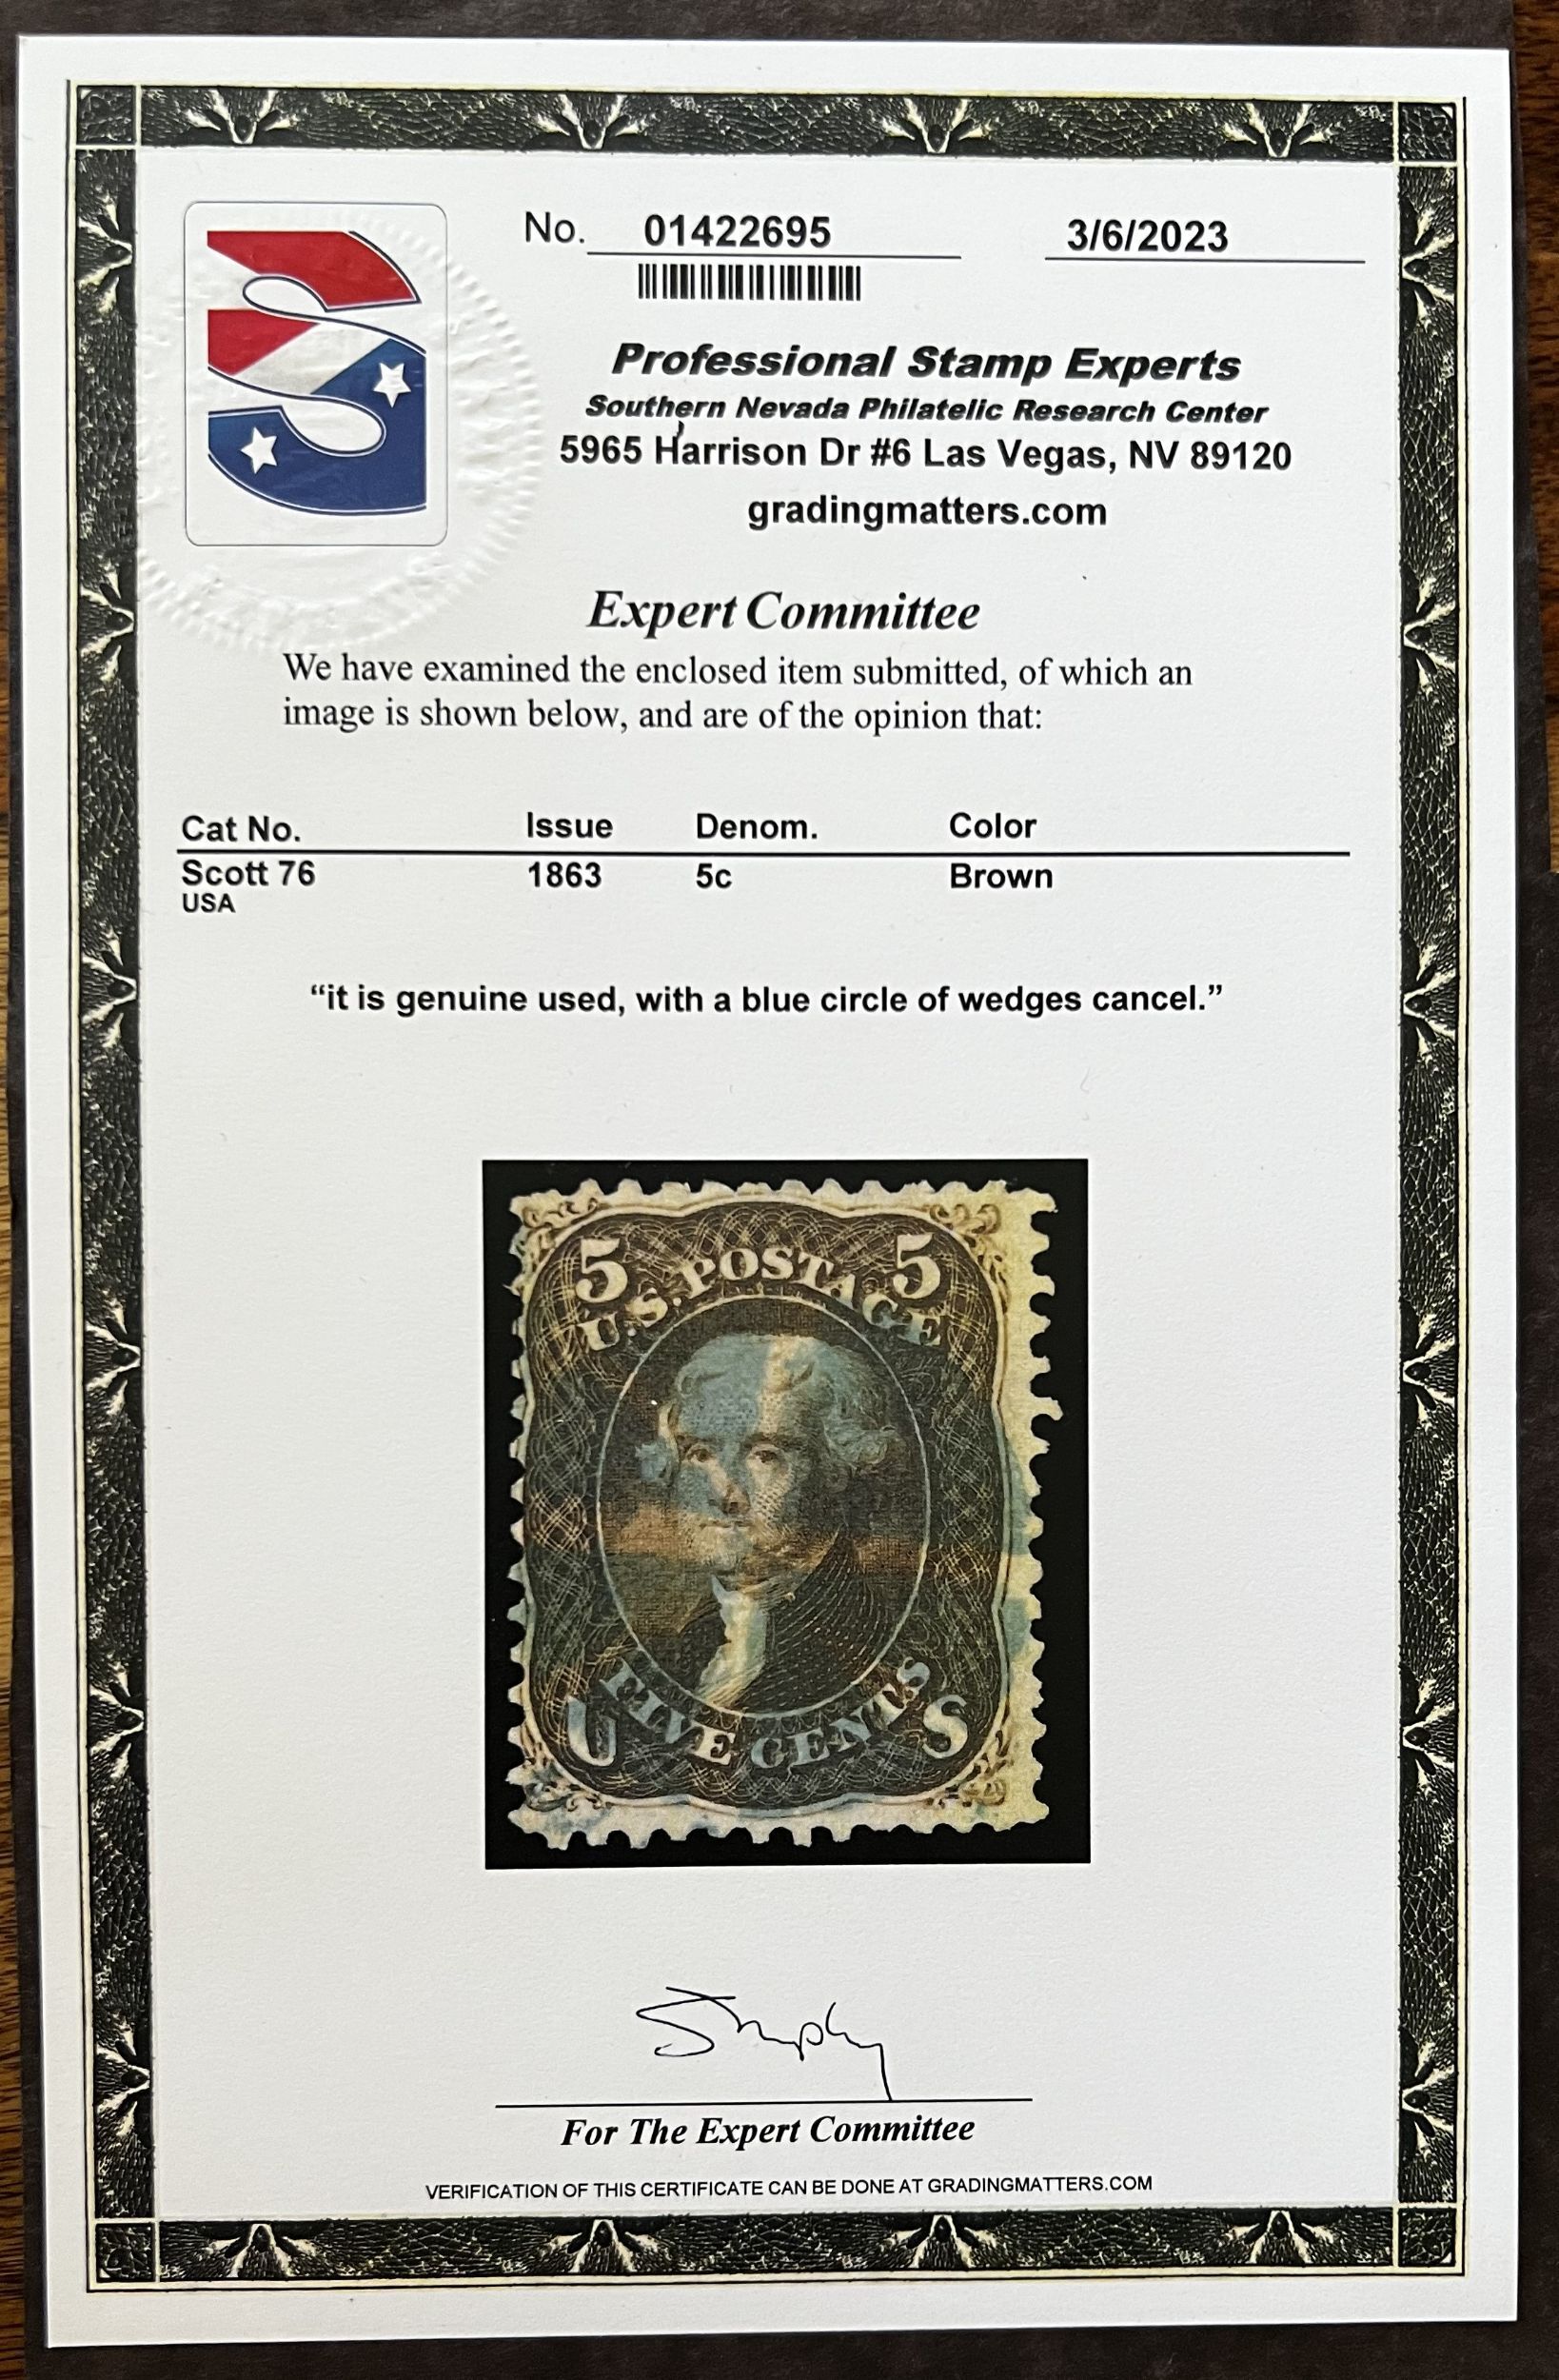 No. 01422695 3/6/2023
Professional Stamp Experts
Southern Nevada Philatelic Research Center
5965 Harrison Dr #6 Las Vegas, NV 89120
gradingmatters.com
Expert Committee
We have examined the enclosed item submitted, of which an
image is shown below, and are of the opinion that:
Cat No. Issue Denom. Color
Scott 76 1863 5c Brown
USA
“it is genuine used, with a blue circle of wedges cancel.”
5 5
U.S. POSTAGE
FIVE CENTS
U S
For The Expert Committee
VERIFICATION OF THIS CERTIFICATE CAN BE DONE AT GRADINGMATTERS.COM